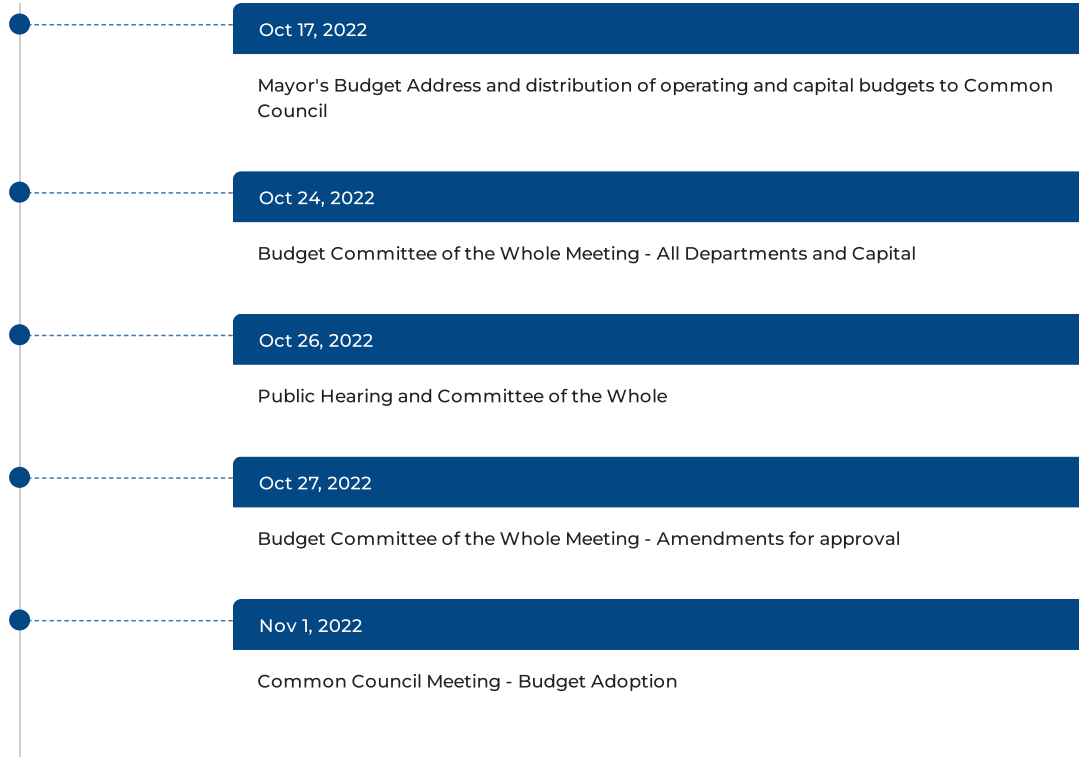 Oct 17, 2022
Mayor's Budget Address and distribution of operating and capital budgets to Common
Council
Oct 24, 2022
Budget Committee of the Whole Meeting - All Departments and Capital
Oct 26, 2022
Public Hearing and Committee of the Whole
Oct 27, 2022
Budget Committee of the Whole Meeting - Amendments for approval
Nov 1, 2022
Common Council Meeting - Budget Adoption